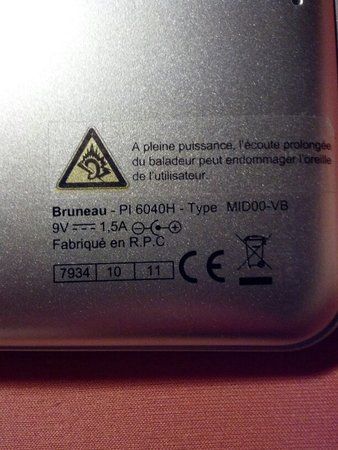 A pleine puissance, l'écoute prolongée
du baladeur peut endommager l'oreille
de l'utilisateur.
Bruneau - PI 6040H - Type MID00-VB
9V 1,5A
Fabriqué en R.P.C
7934 10 11 CE